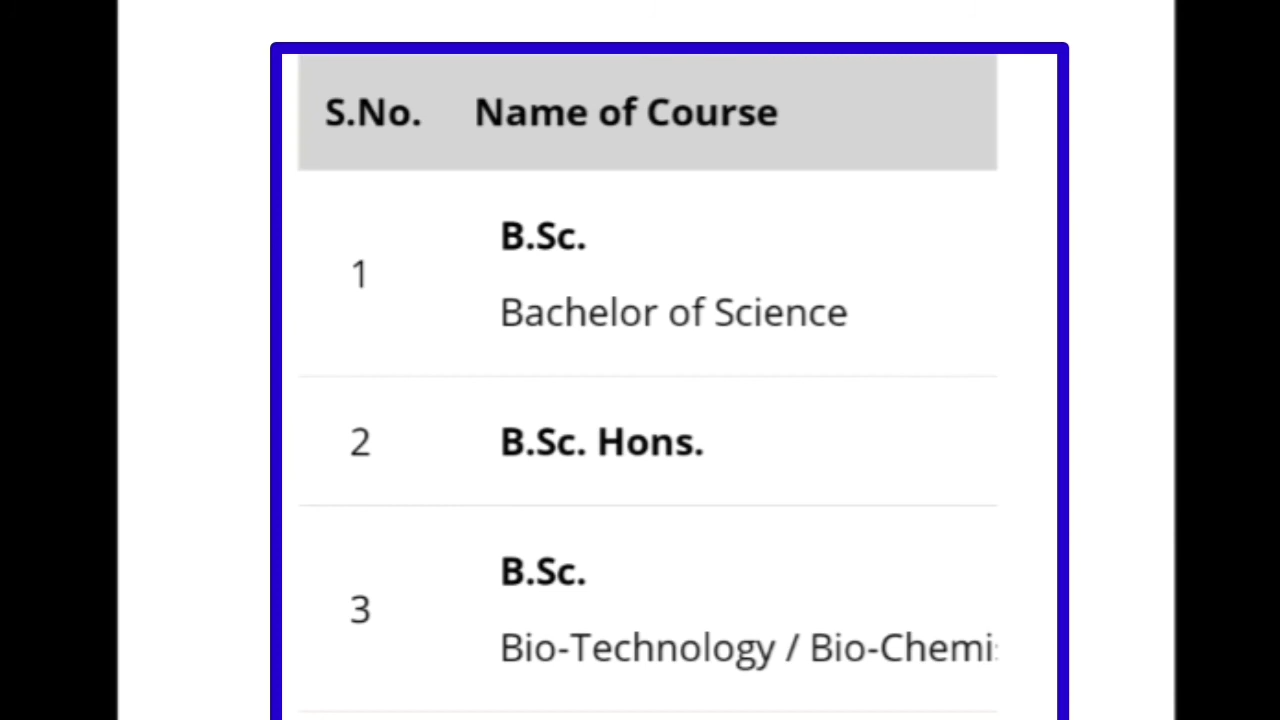 S.No. Name of Course
B.Sc.
1
Bachelor of Science
2 B.Sc. Hons.
B.Sc.
3
Bio-Technology / Bio-Chemi